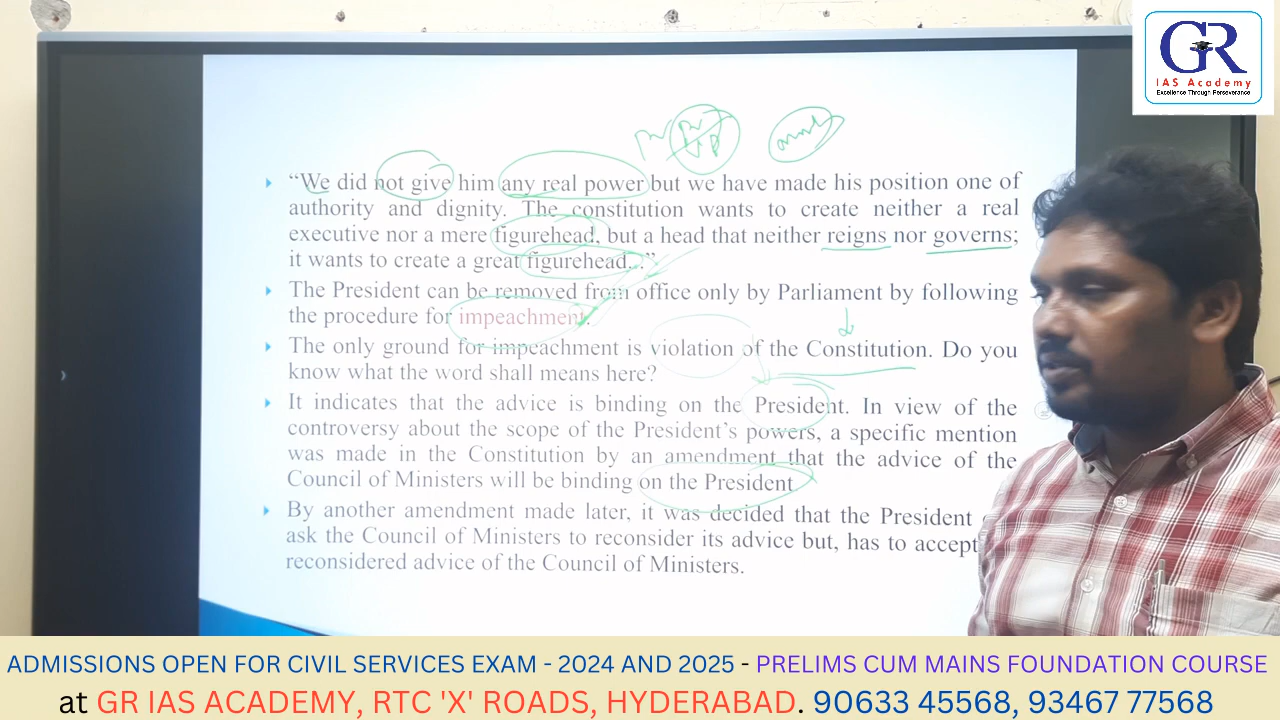 GR
IAS Academy
Excellence Through Perseverance
“We did not give him any real power but we have made his position one of
authority and dignity. The constitution wants to create neither a real
executive nor a mere figurehead, but a head that neither reigns nor governs;
it wants to create a great figurehead. .”
The President can be removed from office only by Parliament by following
the procedure for impeachment.
The only ground for impeachment is violation of the Constitution. Do you
know what the word shall means here?
It indicates that the advice is binding on the President. In view of the
controversy about the scope of the President’s powers, a specific mention
was made in the Constitution by an amendment that the advice of the
Council of Ministers will be binding on the President
By another amendment made later, it was decided that the President
ask the Council of Ministers to reconsider its advice but, has to accept
reconsidered advice of the Council of Ministers.
ADMISSIONS OPEN FOR CIVIL SERVICES EXAM - 2024 AND 2025 - PRELIMS CUM MAINS FOUNDATION COURSE
at GR IAS ACADEMY, RTC 'X' ROADS, HYDERABAD. 90633 45568, 93467 77568